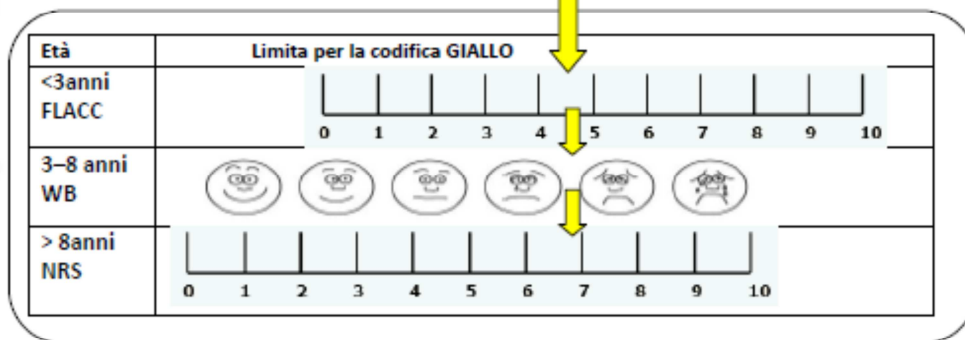 Età Limita per la codifica GIALLO
<3anni
FLACC
0 1 2 3 4 5 6 7 8 9 10
3–8 anni
WB
> 8anni
NRS
0 1 2 3 4 5 6 7 8 9 10